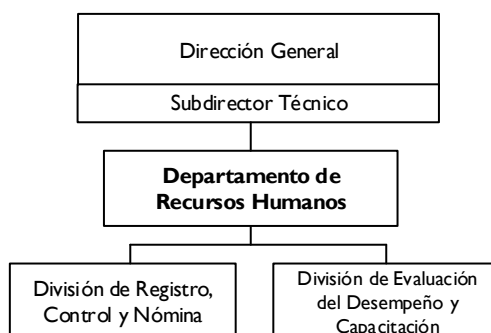 Dirección General
Subdirector Técnico
Departamento de
Recursos Humanos
División de Registro,
Control y Nómina
División de Evaluación
del Desempeño y
Capacitación